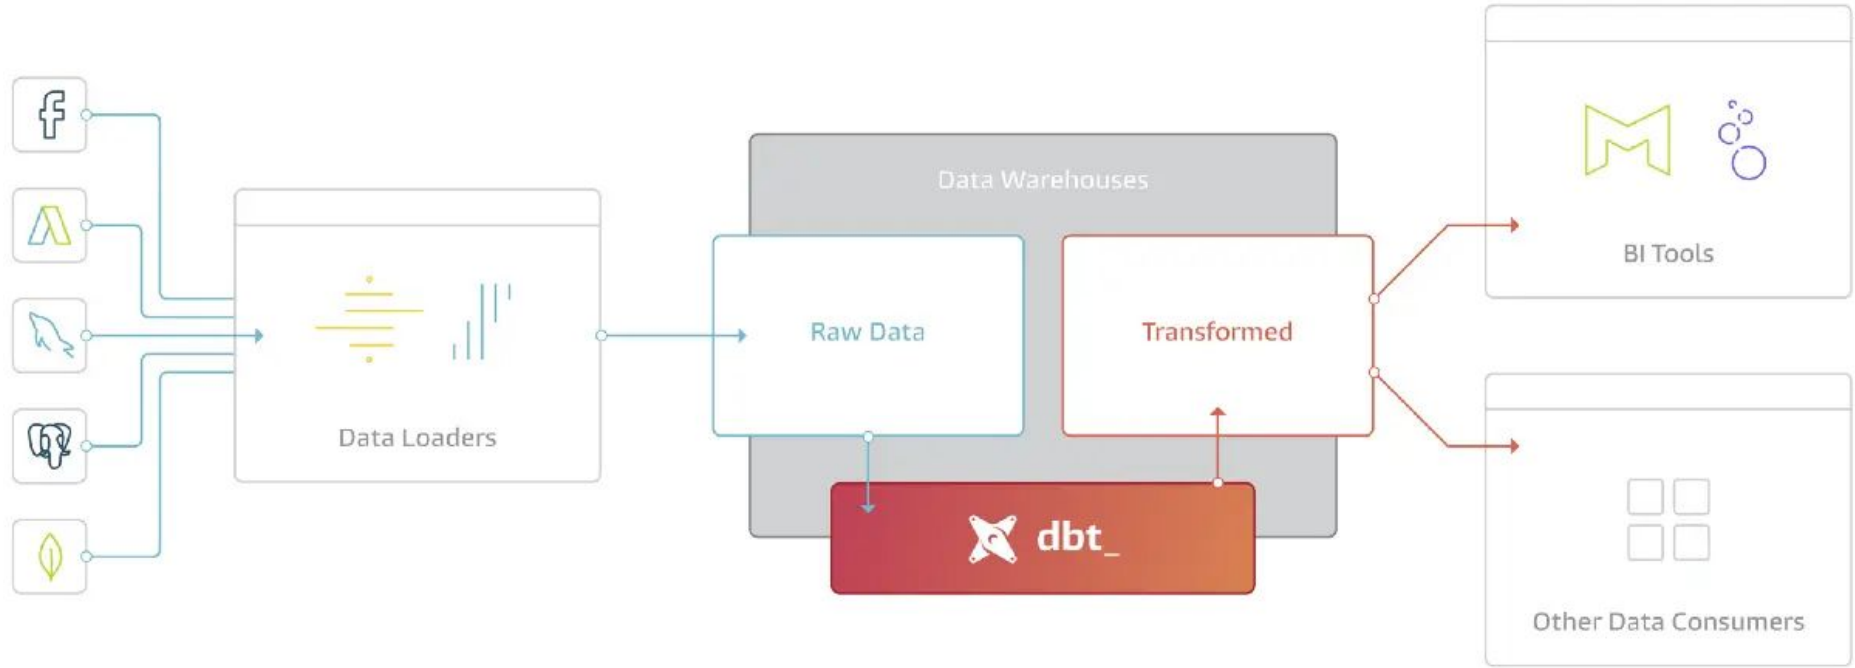 Data Warehouses
Raw Data
Transformed
Data Loaders
dbt_
BI Tools
Other Data Consumers